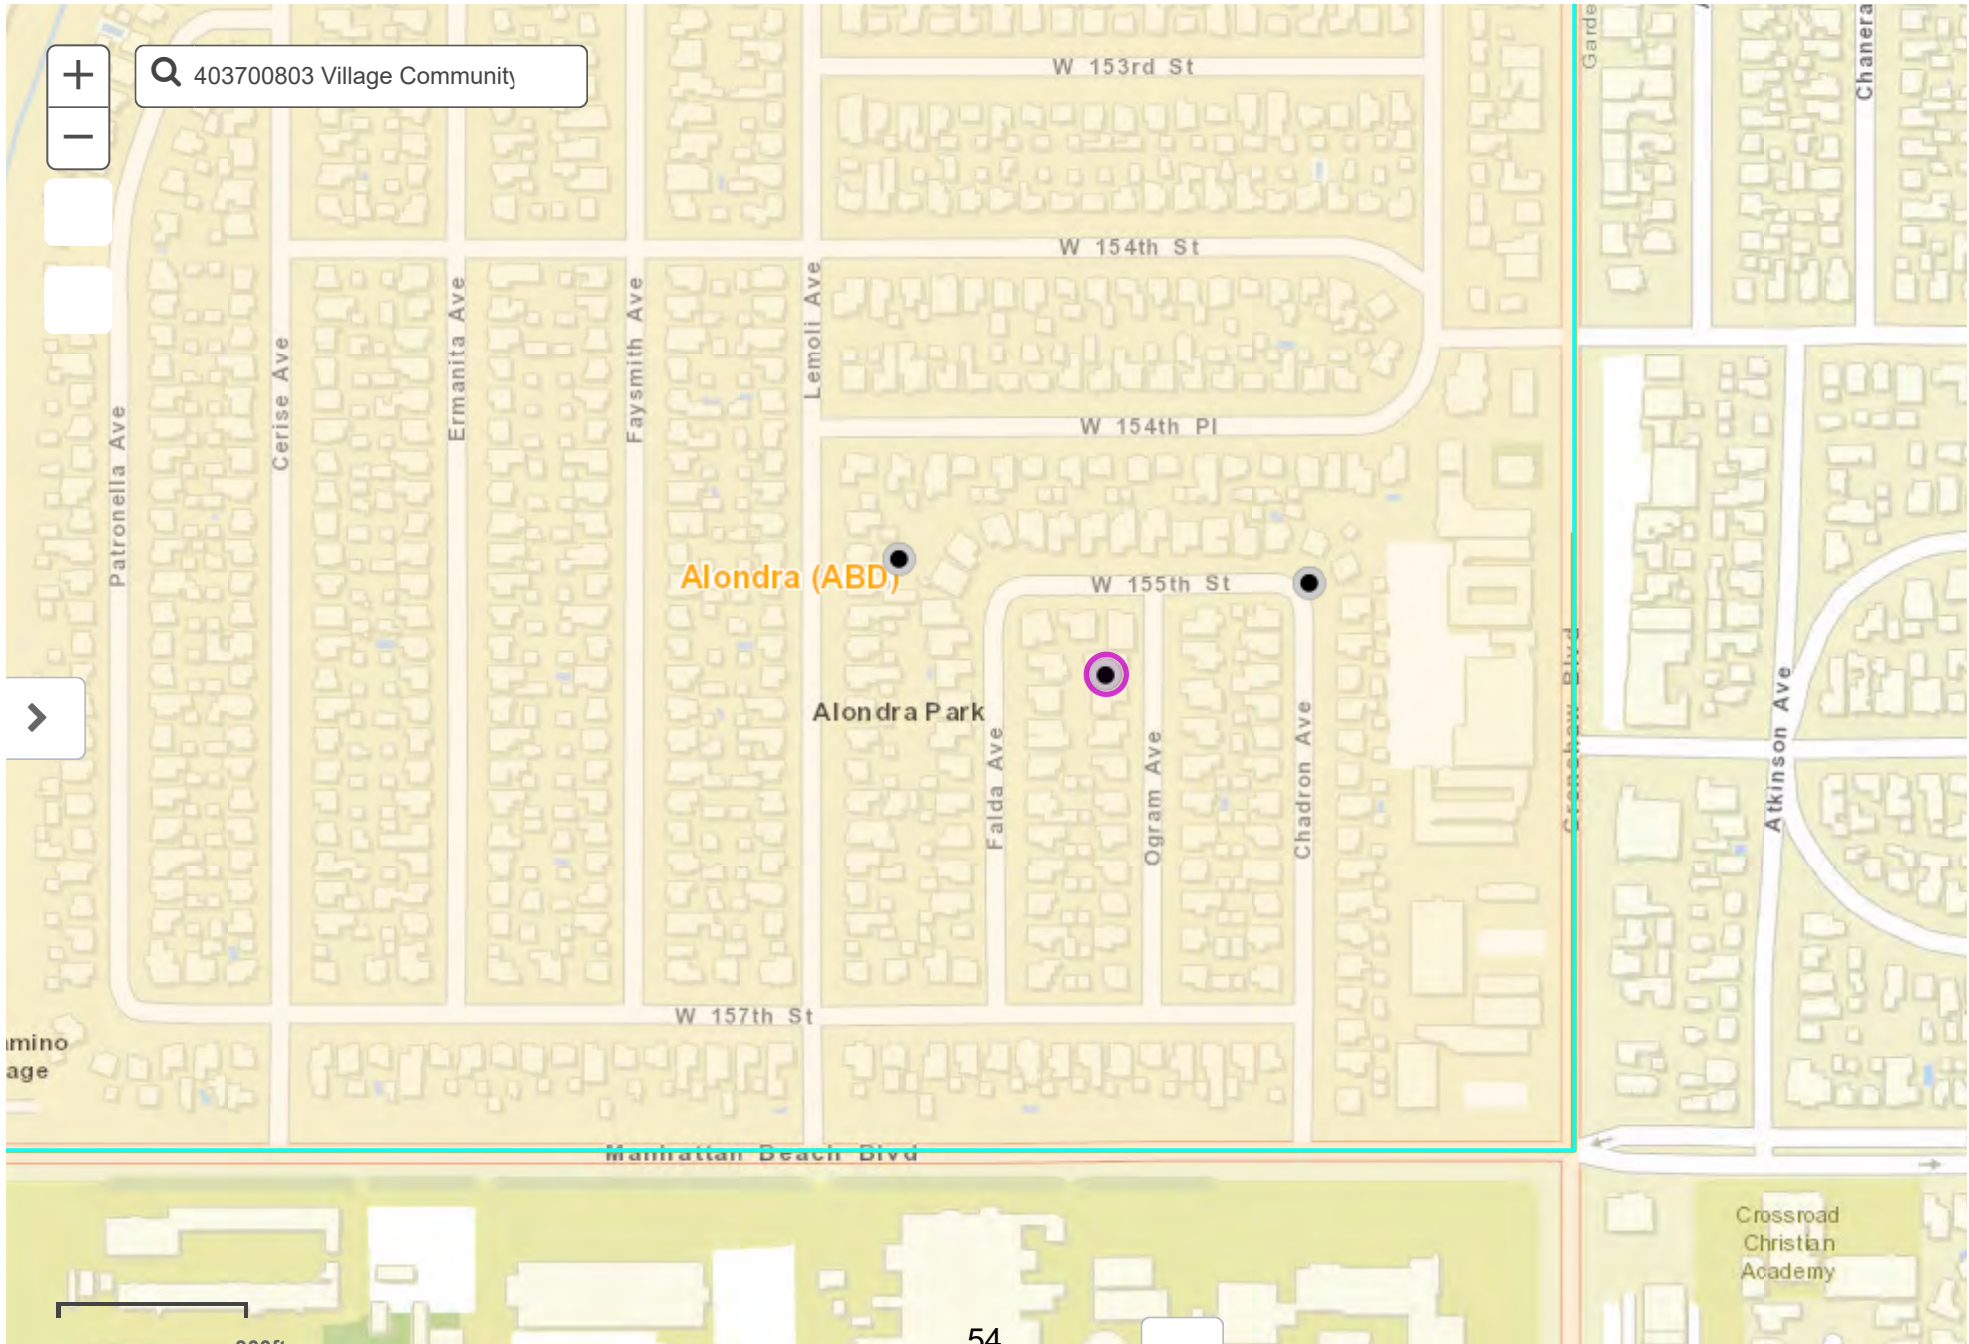 403700803 Village Community
W 153rd St
Garde
Chanera
W 154th St
Lemoli Ave
Ermanita Ave
Faysmith Ave
Cerise Ave
Patronella Ave
W 154th Pl
Alondra (ABD)
W 155th St
Alondra Park
Falda Ave
Ogram Ave
Chadron Ave
Crenshaw Blvd
Atkinson Ave
W 157th St
mino
age
Manhattan Beach Blvd
Crossroad
Christian
Academy
54